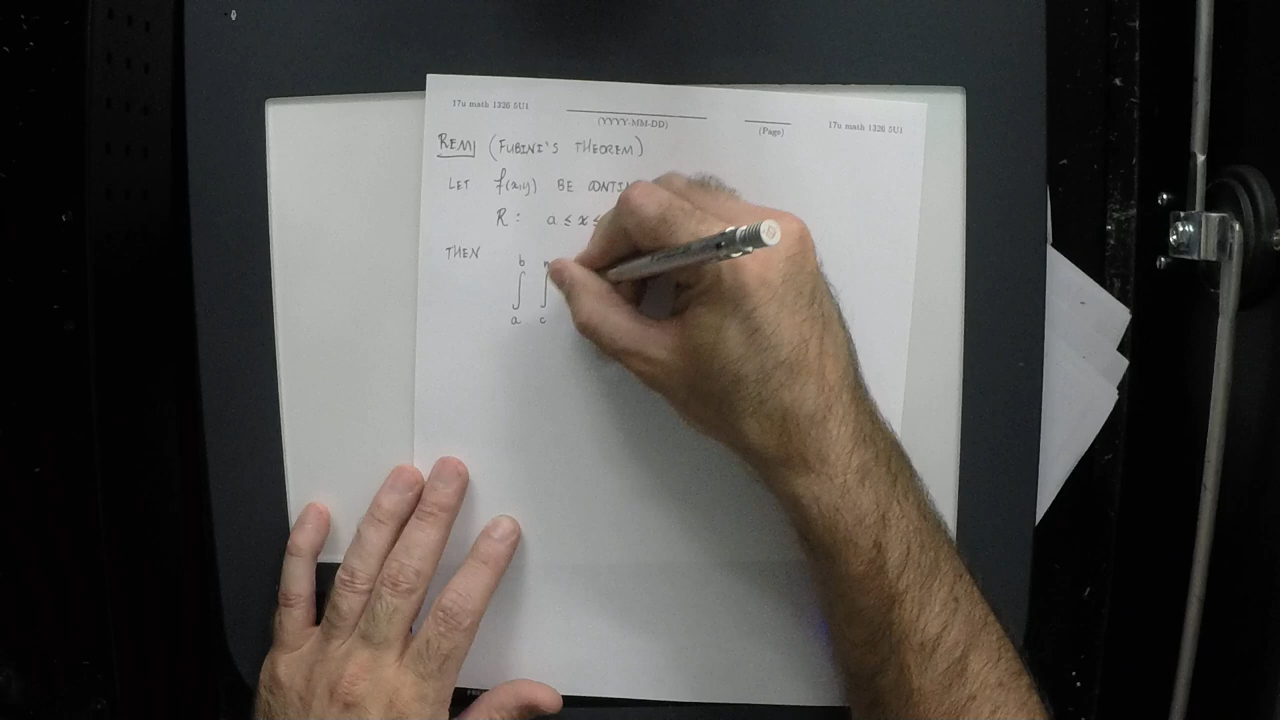 17u math 1326 5U1
(YYYY-MM-DD)
(Page)
17u math 1326 5U1
REM (FUBINI'S THEOREM)
LET f(x,y) BE
R : a ≤ x ≤
THEN
b
∫ ∫
a c